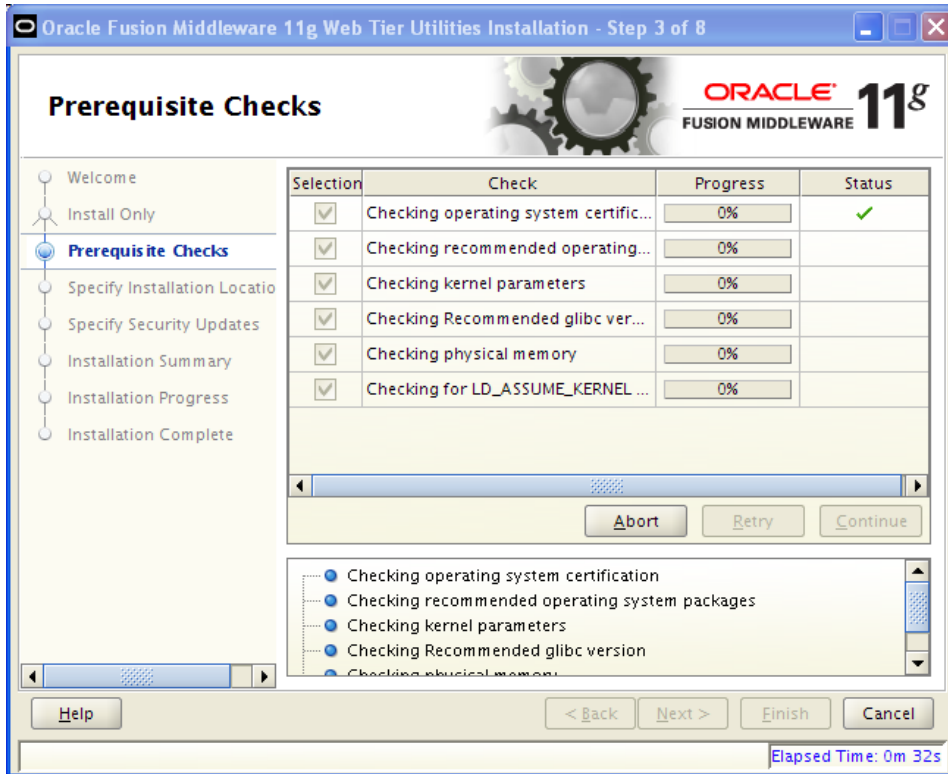 Oracle Fusion Middleware 11g Web Tier Utilities Installation - Step 3 of 8
Prerequisite Checks
ORACLE®
FUSION MIDDLEWARE
11g
Welcome
Install Only
Prerequisite Checks
Specify Installation Locatio
Specify Security Updates
Installation Summary
Installation Progress
Installation Complete
Selection Check Progress Status
Checking operating system certific... 0%
Checking recommended operating... 0%
Checking kernel parameters 0%
Checking Recommended glibc ver... 0%
Checking physical memory 0%
Checking for LD_ASSUME_KERNEL ... 0%
Abort Retry Continue
Checking operating system certification
Checking recommended operating system packages
Checking kernel parameters
Checking Recommended glibc version
Checking physical memory
Help < Back Next > Finish Cancel
Elapsed Time: 0m 32s